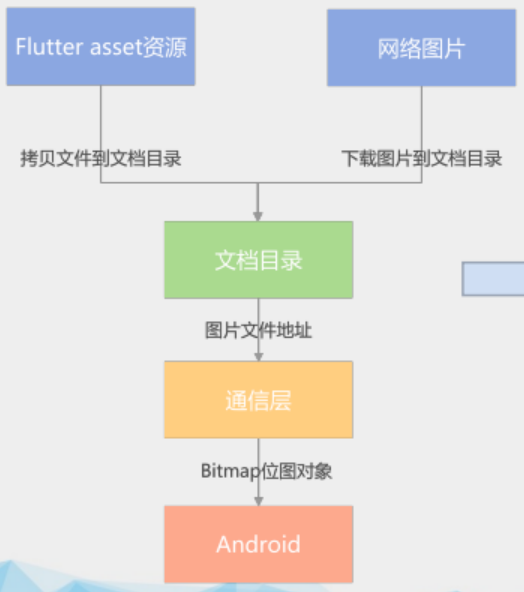 Flutter asset资源
网络图片
拷贝文件到文档目录
下载图片到文档目录
文档目录
图片文件地址
通信层
Bitmap位图对象
Android